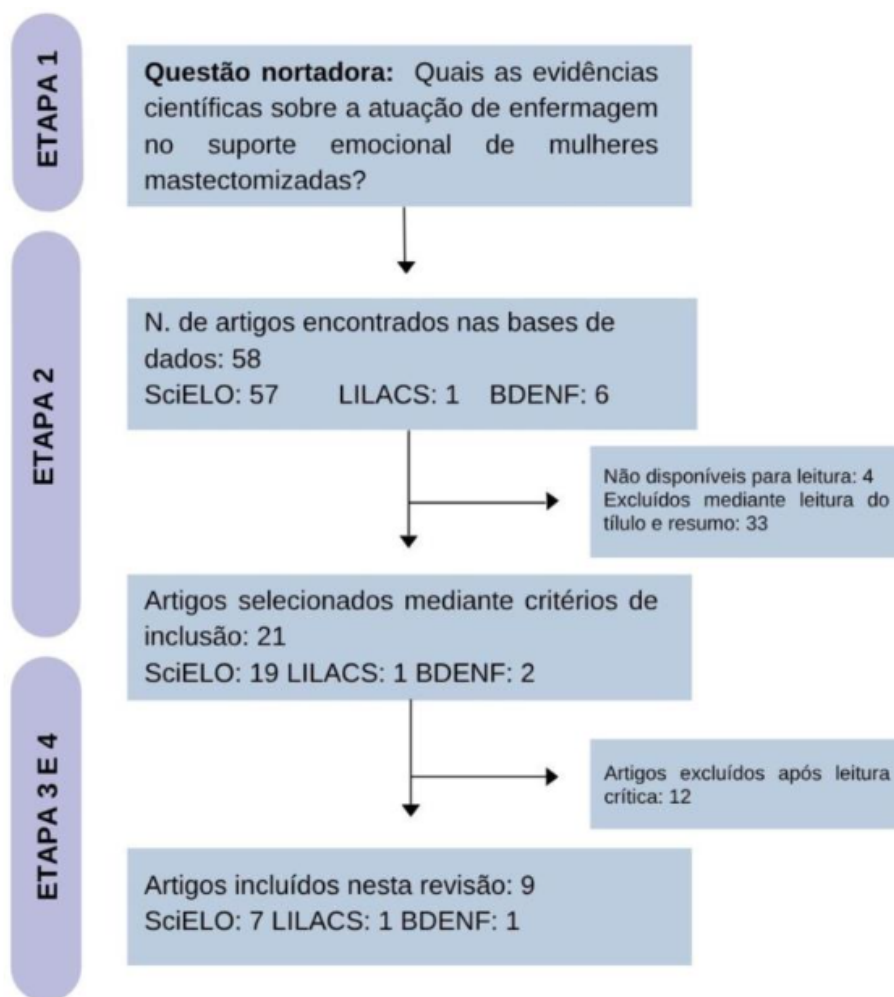 ETAPA 1
Questão nortadora: Quais as evidências
científicas sobre a atuação de enfermagem
no suporte emocional de mulheres
mastectomizadas?
ETAPA 2
N. de artigos encontrados nas bases de
dados: 58
SciELO: 57 LILACS: 1 BDENF: 6
Não disponíveis para leitura: 4
Excluídos mediante leitura do
tílulo e resumo: 33
Artigos selecionados mediante critérios de
inclusão: 21
SciELO: 19 LILACS: 1 BDENF: 2
ETAPA 3 E 4
Artigos excluídos após leitura
crítica: 12
Artigos incluídos nesta revisão: 9
SciELO: 7 LILACS: 1 BDENF: 1